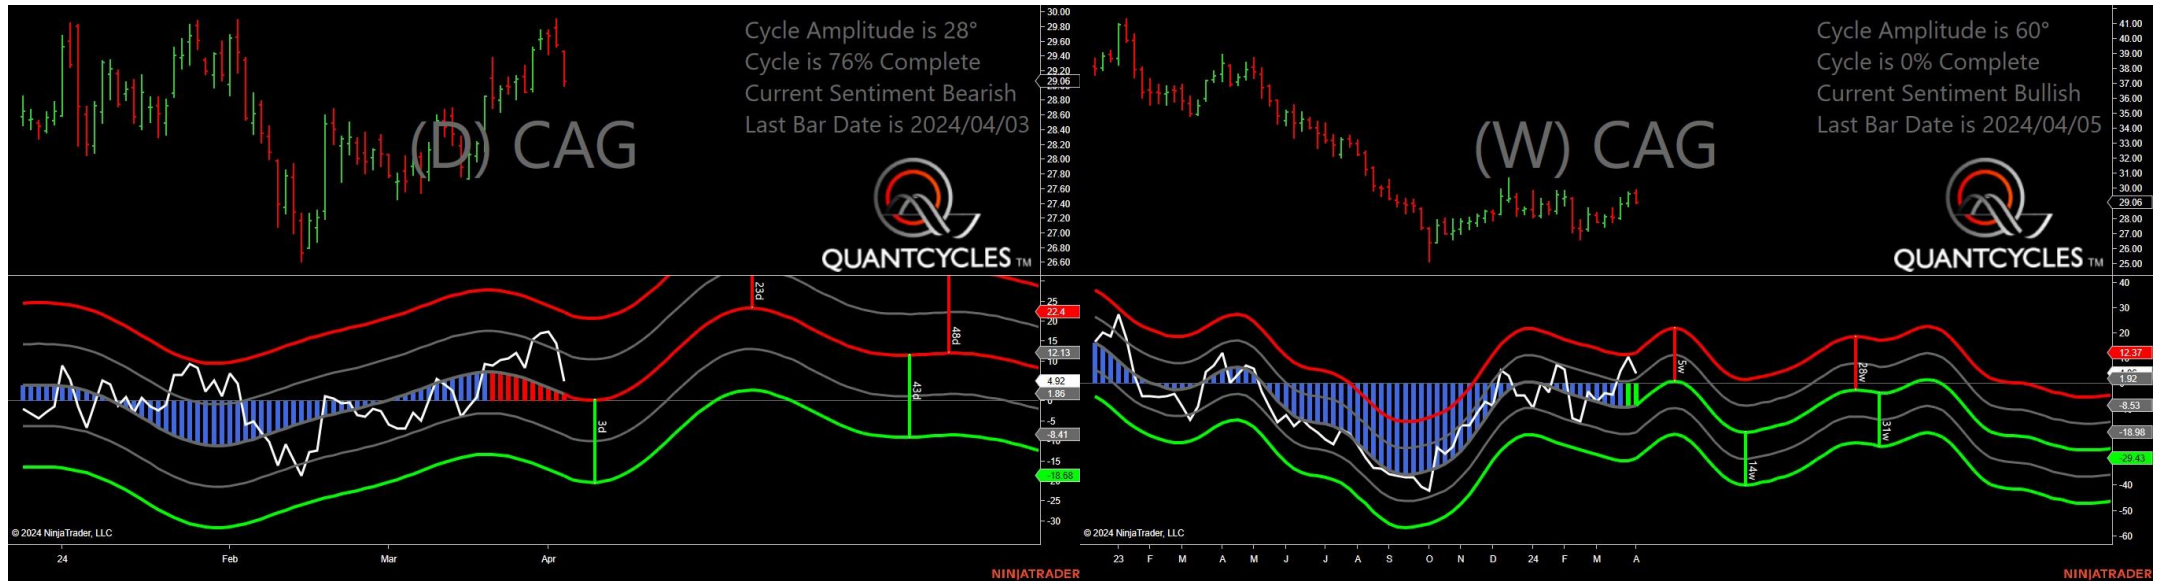 Cycle Amplitude is 28°
Cycle is 76% Complete
Current Sentiment Bearish
Last Bar Date is 2024/04/03
(D) CAG
QUANTCYCLES TM
30.00
29.80
29.60
29.40
29.20
29.06
28.80
28.60
28.40
28.20
28.00
27.80
27.60
27.40
27.20
27.00
26.80
26.60
23d
48d
43d
3d
25
22.4
20
15
12.13
10
4.92
1.86
0
-5
-8.41
-15
-18.68
-25
-30
© 2024 NinjaTrader, LLC
24 Feb Mar Apr
NINJATRADER
Cycle Amplitude is 60°
Cycle is 0% Complete
Current Sentiment Bullish
Last Bar Date is 2024/04/05
(W) CAG
QUANTCYCLES TM
41.00
40.00
39.00
38.00
37.00
36.00
35.00
34.00
33.00
32.00
31.00
30.00
29.06
28.00
27.00
26.00
25.00
5w
28w
14w
31w
40
30
20
12.37
1.92
-8.53
-18.98
-29.43
-40
-50
-60
© 2024 NinjaTrader, LLC
23 F M A M J J A S O N D 24 F M A
NINJATRADER